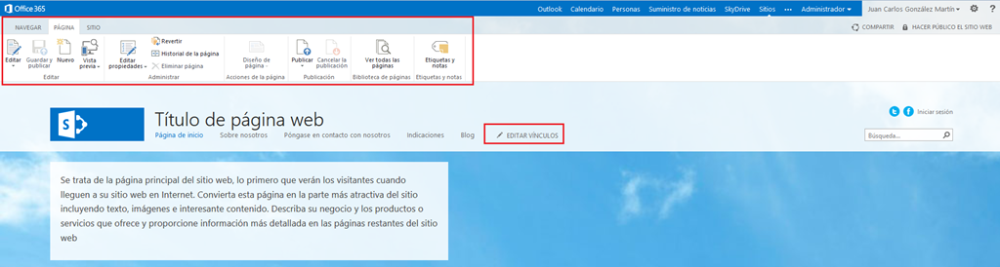 Office 365
Outlook Calendario Personas Suministro de noticias SkyDrive Sitios ... Administrador Juan Carlos González Martín ?
NAVEGAR PÁGINA SITIO
COMPARTIR HACER PÚBLICO EL SITIO WEB
Editar
Guardar y publicar
Nuevo
Vista previa
Editar propiedades
Revertir
Historial de la página
Eliminar página
Diseño de página
Publicar
Cancelar la publicación
Ver todas las páginas
Etiquetas y notas
Editar Administrar Acciones de la página Publicación Biblioteca de páginas Etiquetas y notas
S
Título de página web
Iniciar sesión
Página de inicio Sobre nosotros Póngase en contacto con nosotros Indicaciones Blog EDITAR VÍNCULOS
Búsqueda...
Se trata de la página principal del sitio web, lo primero que verán los visitantes cuando
lleguen a su sitio web en Internet. Convierta esta página en la parte más atractiva del sitio
incluyendo texto, imágenes e interesante contenido. Describa su negocio y los productos o
servicios que ofrece y proporcione información más detallada en las páginas restantes del sitio
web